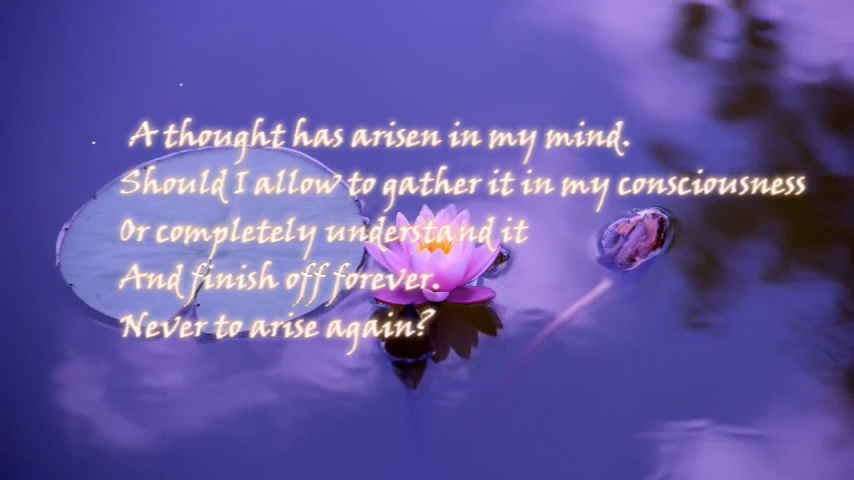 A thought has arisen in my mind.
Should I allow to gather it in my consciousness
Or completely understand it
And finish off forever.
Never to arise again?